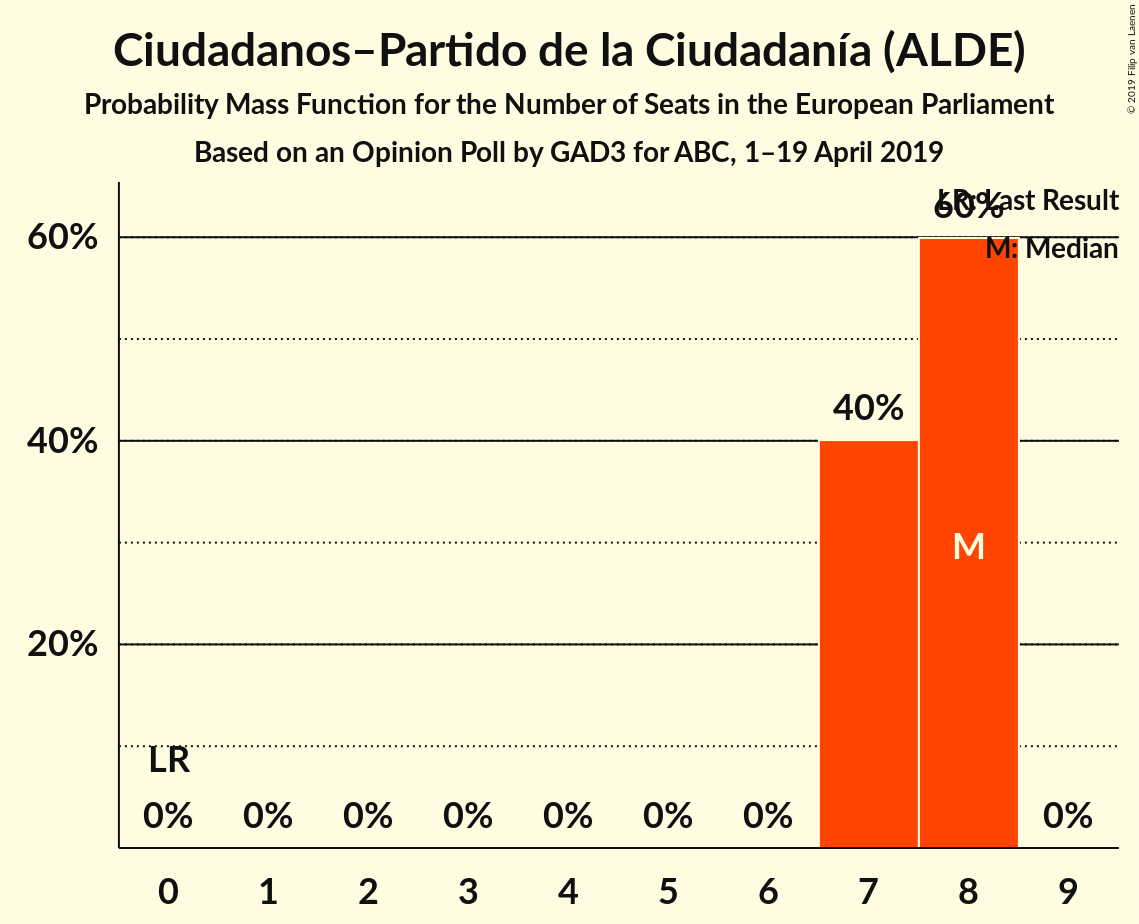 Ciudadanos–Partido de la Ciudadanía (ALDE)
Probability Mass Function for the Number of Seats in the European Parliament
Based on an Opinion Poll by GAD3 for ABC, 1–19 April 2019
© 2019 Filip van Laenen
LR: Last Result
M: Median
60%
60%
40%
40%
20%
M
LR
0% 0% 0% 0% 0% 0% 0% 0%
0 1 2 3 4 5 6 7 8 9